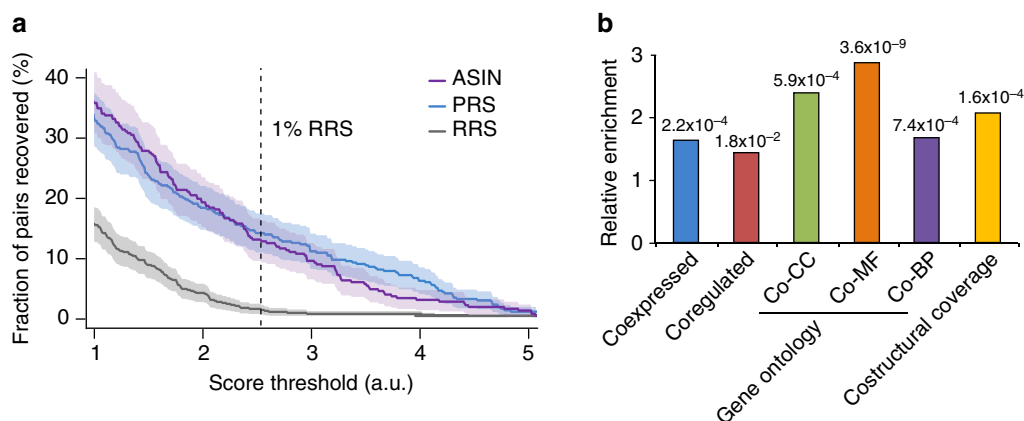 a
Fraction of pairs recovered (%)
40
30
20
10
0
1
2
3
4
5
Score threshold (a.u.)
1% RRS
ASIN
PRS
RRS
b
Relative enrichment
3
2
1
0
2.2x10⁻⁴
1.8x10⁻²
5.9x10⁻⁴
3.6x10⁻⁹
7.4x10⁻⁴
1.6x10⁻⁴
Coexpressed
Coregulated
Co-CC
Co-MF
Co-BP
Costructural coverage
Gene ontology